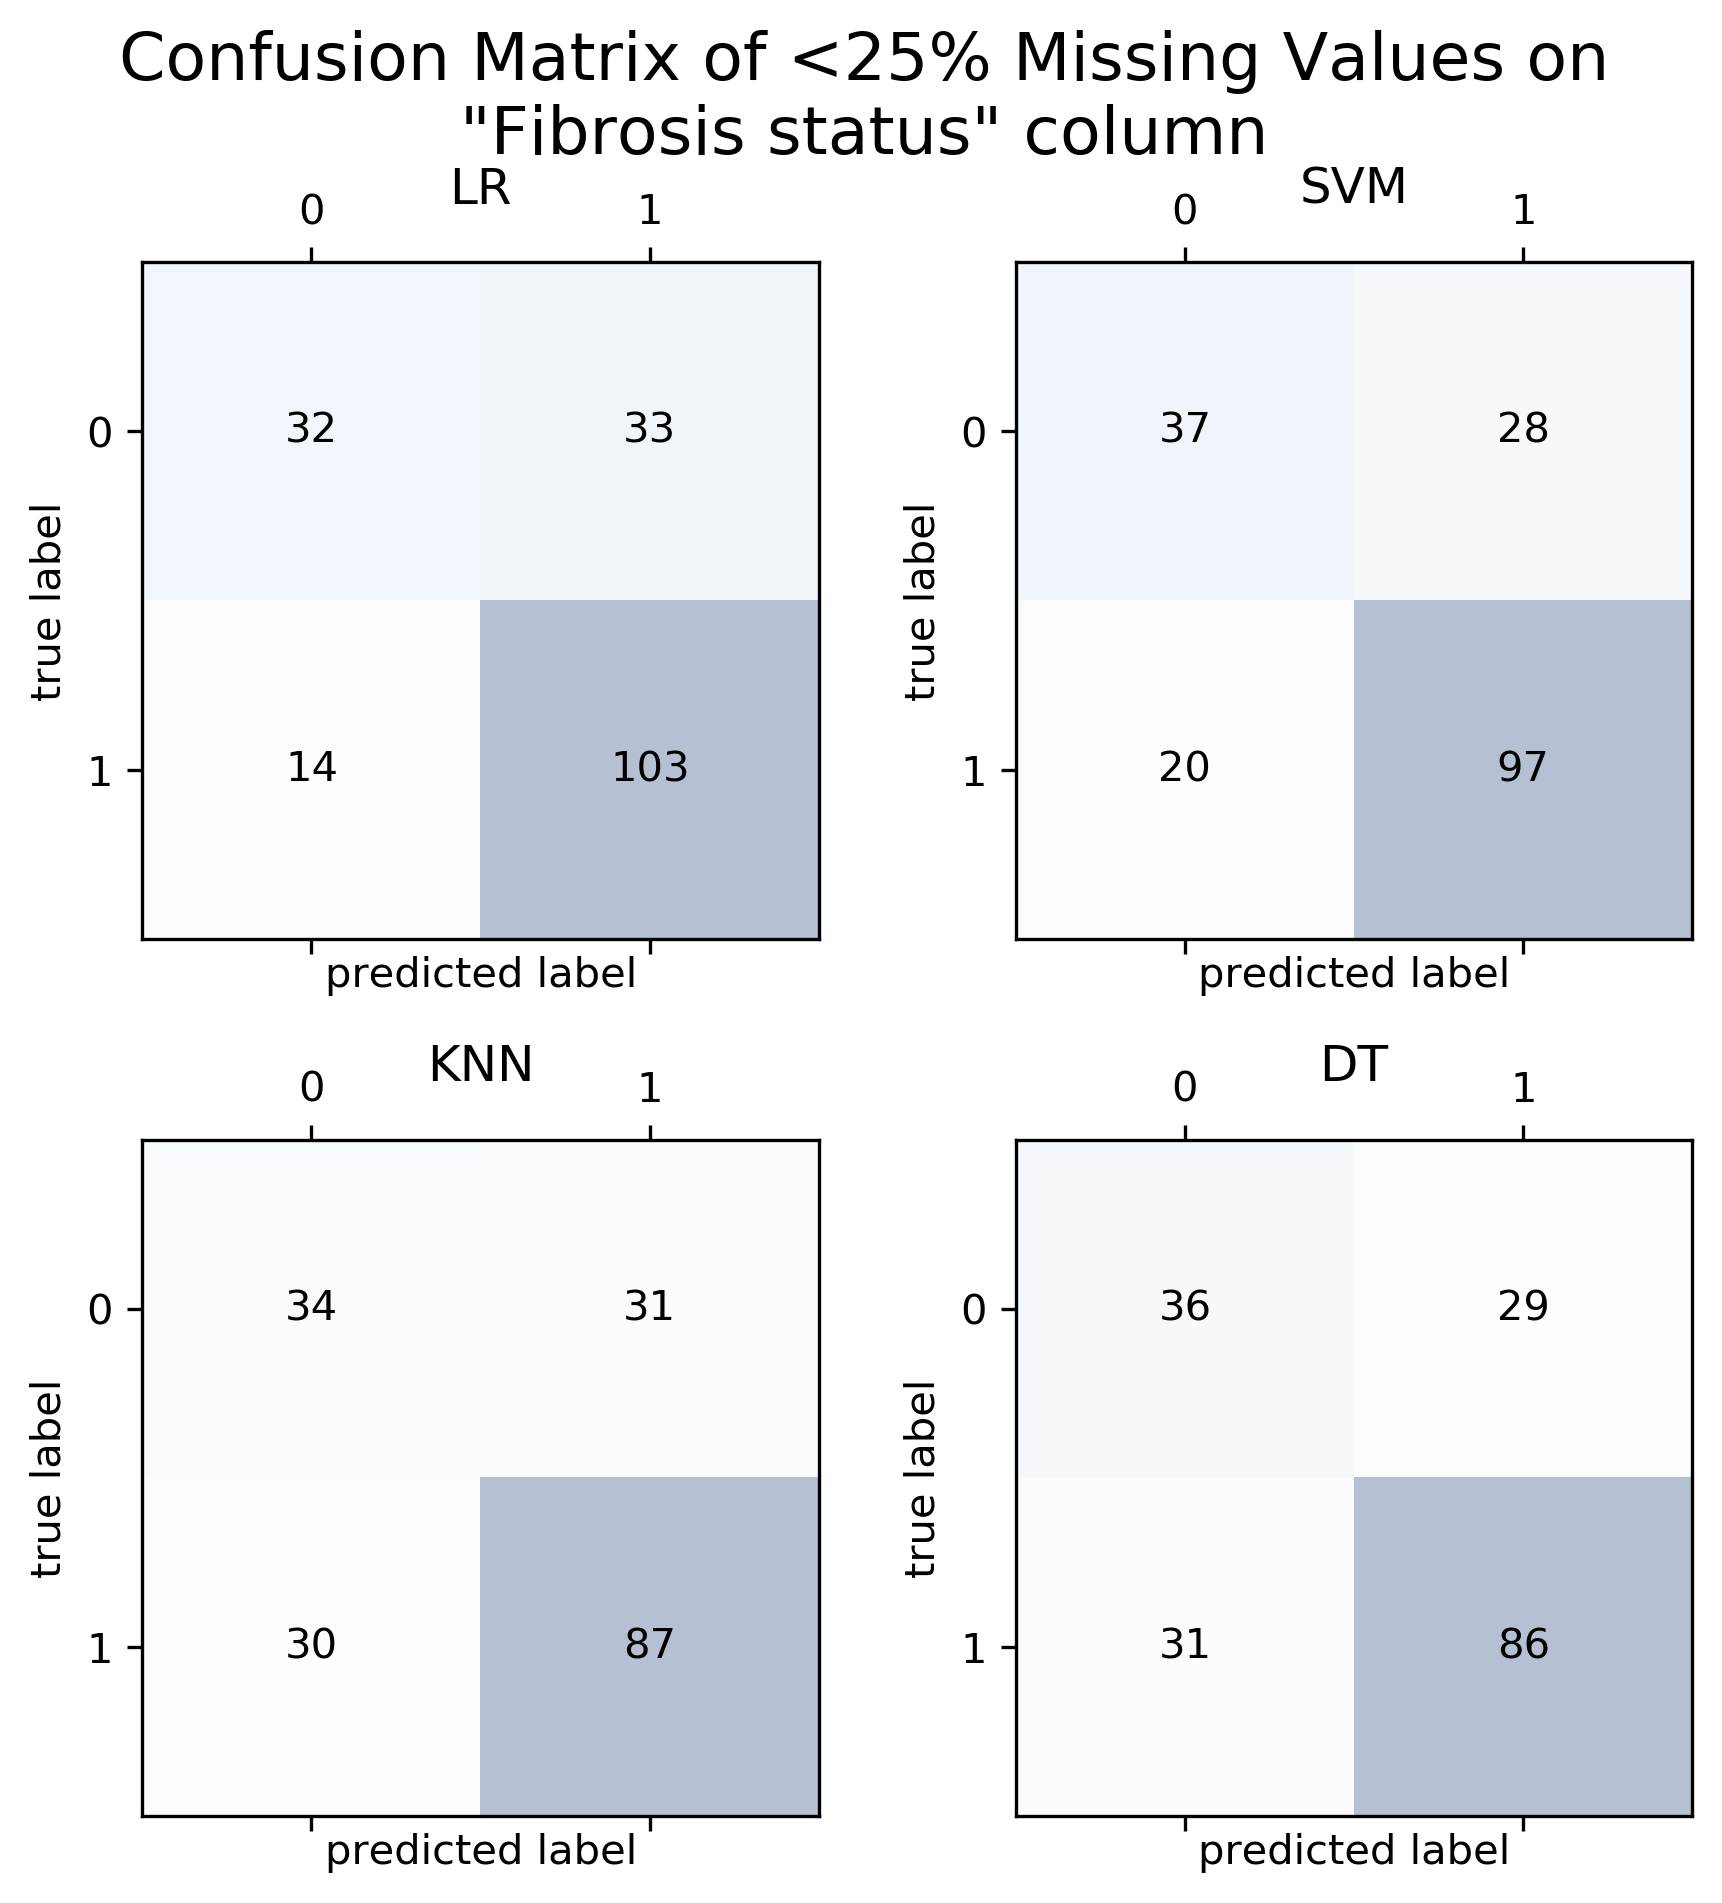 Confusion Matrix of <25% Missing Values on
"Fibrosis status" column
LR
0 1
true label
0 32 33
1 14 103
predicted label
SVM
0 1
true label
0 37 28
1 20 97
predicted label
KNN
0 1
true label
0 34 31
1 30 87
predicted label
DT
0 1
true label
0 36 29
1 31 86
predicted label